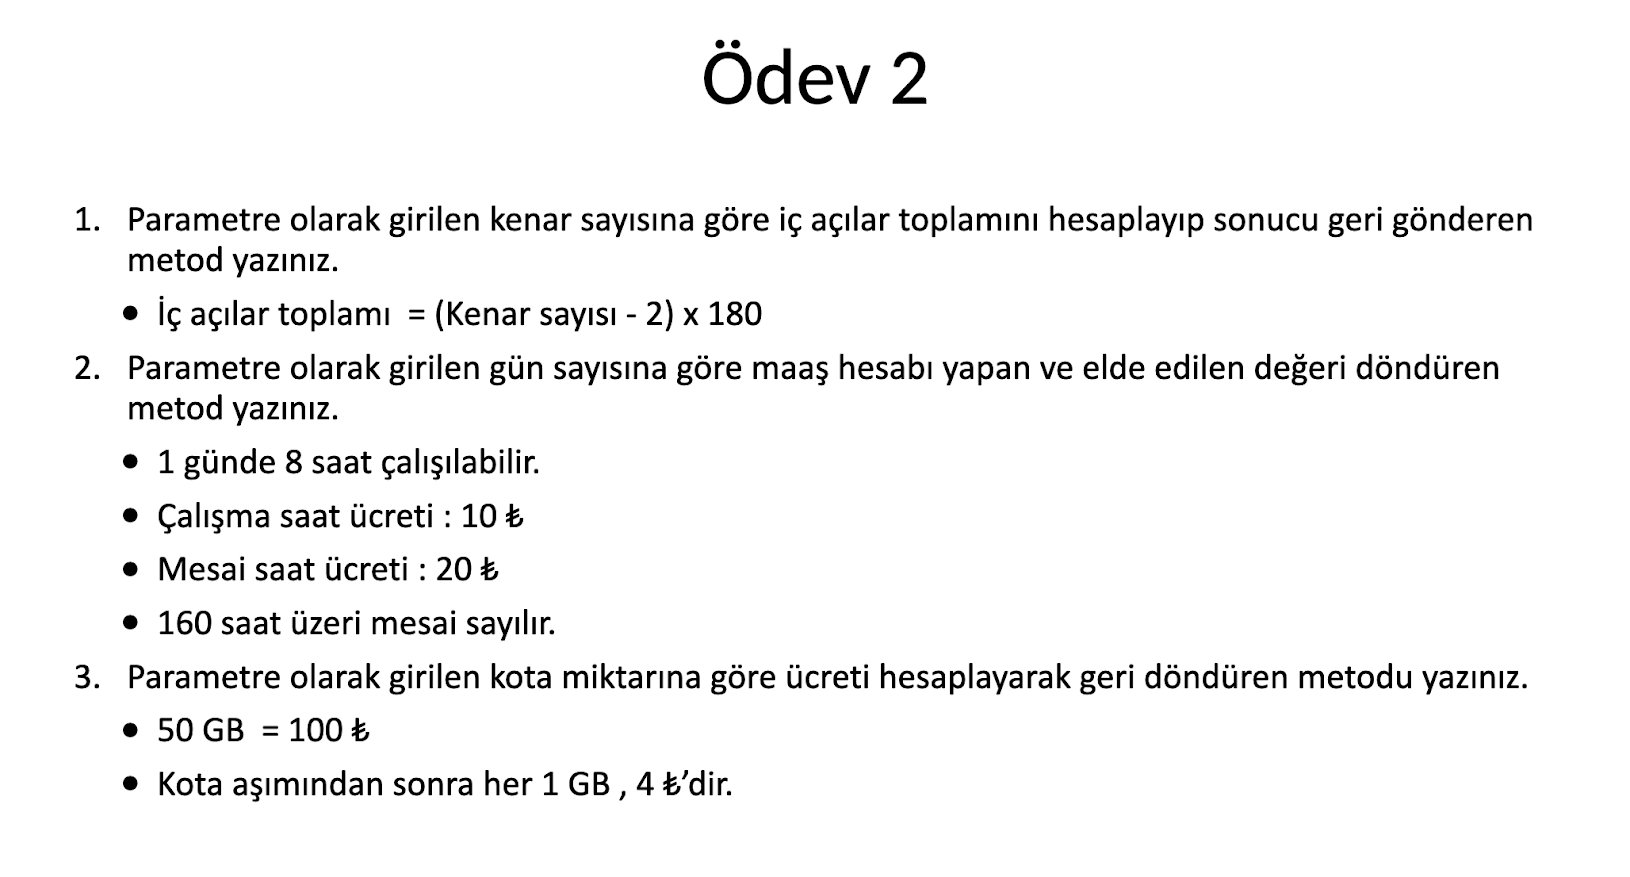 Ödev 2
1. Parametre olarak girilen kenar sayısına göre iç açılar toplamını hesaplayıp sonucu geri gönderen
metod yazınız.
• İç açılar toplamı  = (Kenar sayısı - 2) x 180
2. Parametre olarak girilen gün sayısına göre maaş hesabı yapan ve elde edilen değeri döndüren
metod yazınız.
• 1 günde 8 saat çalışılabilir.
• Çalışma saat ücreti : 10 ₺
• Mesai saat ücreti : 20 ₺
• 160 saat üzeri mesai sayılır.
3. Parametre olarak girilen kota miktarına göre ücreti hesaplayarak geri döndüren metodu yazınız.
• 50 GB  = 100 ₺
• Kota aşımından sonra her 1 GB , 4 ₺’dir.